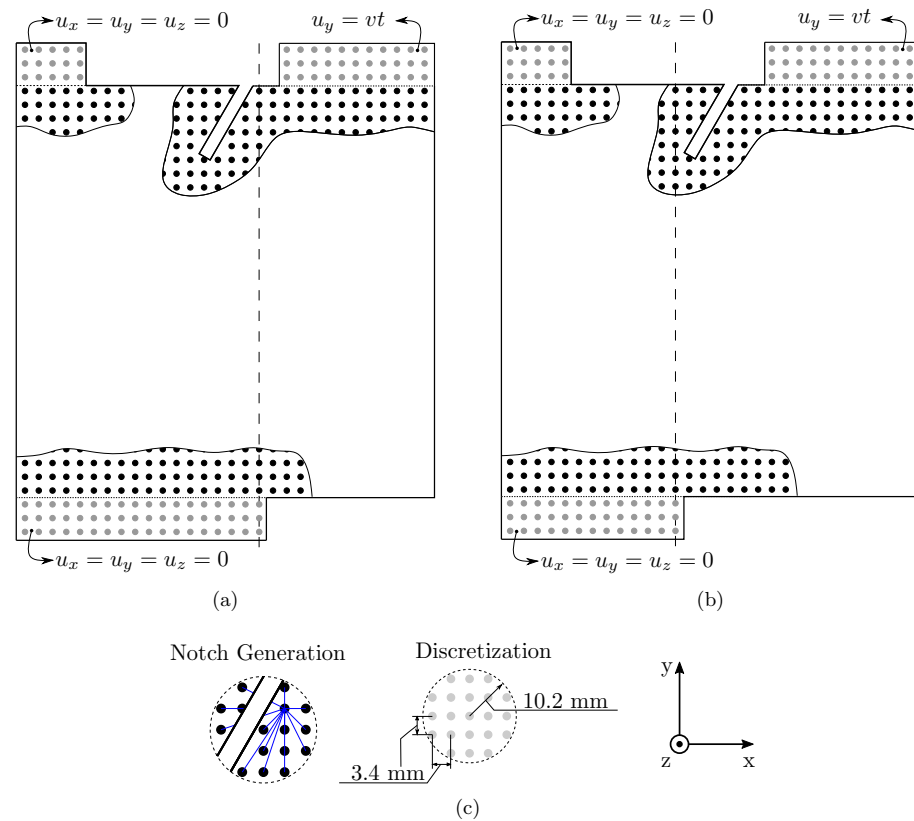 $u_x = u_y = u_z = 0$
$u_y = vt$
$u_x = u_y = u_z = 0$
$u_y = vt$
$u_x = u_y = u_z = 0$
$u_x = u_y = u_z = 0$
(a)
(b)
Notch Generation
Discretization
10.2 mm
3.4 mm
y
z
x
(c)